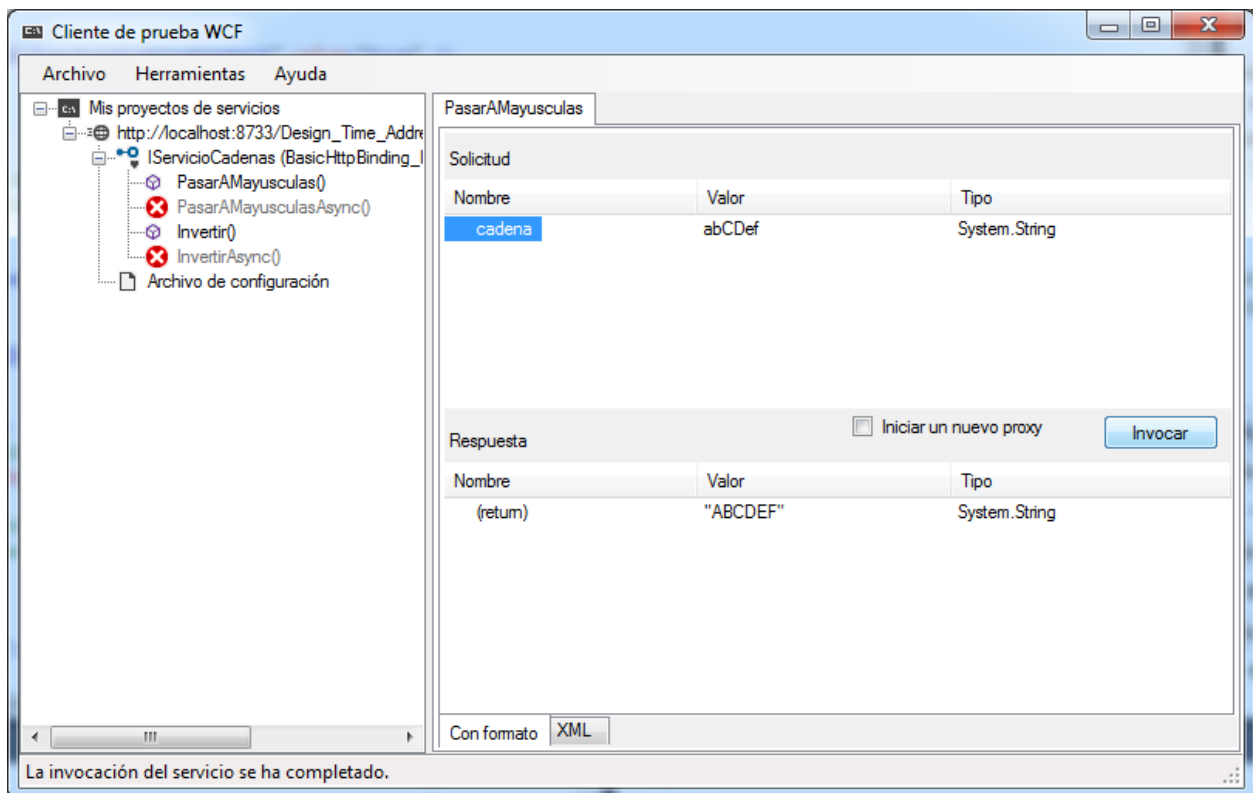 Cliente de prueba WCF
Archivo Herramientas Ayuda
Mis proyectos de servicios
http://localhost:8733/Design_Time_Addre
IServicioCadenas (BasicHttpBinding_I
PasarAMayusculas()
PasarAMayusculasAsync()
Invertir()
InvertirAsync()
Archivo de configuración
PasarAMayusculas
Solicitud
Nombre Valor Tipo
cadena abCDef System.String
Respuesta
Iniciar un nuevo proxy
Invocar
Nombre Valor Tipo
(return) "ABCDEF" System.String
Con formato XML
La invocación del servicio se ha completado.